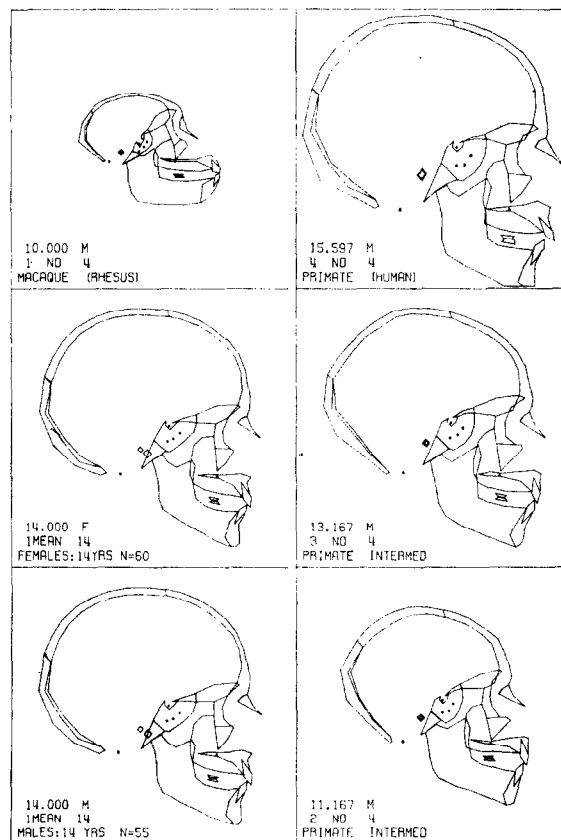 10.000 M
1 NO 4
MACAQUE (RHESUS)
15.597 M
4 NO 4
PRIMATE (HUMAN)
14.000 F
1MEAN 14
FEMALES:14YRS N=60
13.167 M
3 NO 4
PRIMATE INTERMED
14.000 M
1MEAN 14
MALES:14 YRS N=55
11.167 M
2 NO 4
PRIMATE INTERMED